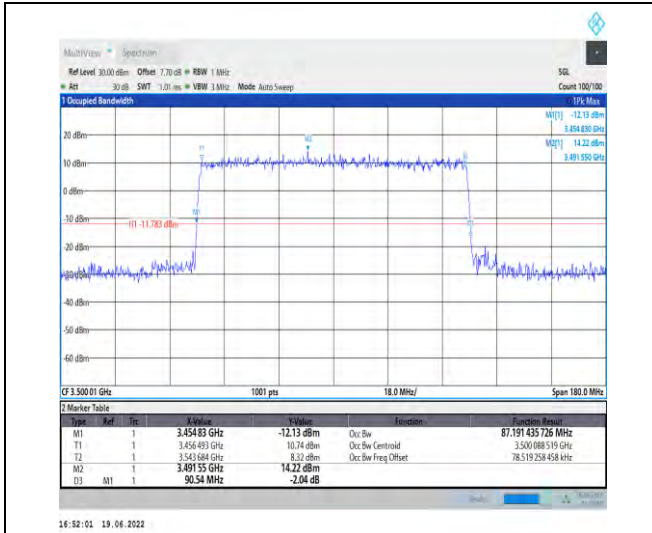 MultiView Spectrum
Ref Level 30.00 dBm Offset 7.70 dB RBW 1 MHz SGL
Att 30 dB SWT 1.01 ms VBW 3 MHz Mode Auto Sweep Count 100/100
1 Occupied Bandwidth 1Pk Max
M1[1] -12.13 dBm
3.454 830 GHz
M2[1] 14.22 dBm
3.491 550 GHz
20 dBm
M2
T1
10 dBm
0 dBm
-10 dBm
M1
H1 -11.783 dBm
-20 dBm
-30 dBm
-40 dBm
-50 dBm
-60 dBm
CF 3.500 01 GHz 1001 pts 18.0 MHz/ Span 180.0 MHz
2 Marker Table
Type Ref Trc X-Value Y-Value Function Function Result
M1 1 3.454 83 GHz -12.13 dBm Occ Bw 87.191 435 726 MHz
T1 1 3.456 493 GHz 10.74 dBm Occ Bw Centroid 3.500 088 519 GHz
T2 1 3.543 684 GHz 8.32 dBm Occ Bw Freq Offset 78.519 258 458 kHz
M2 1 3.491 55 GHz 14.22 dBm
D3 M1 1 90.54 MHz -2.04 dB
16:52:01 19.06.2022